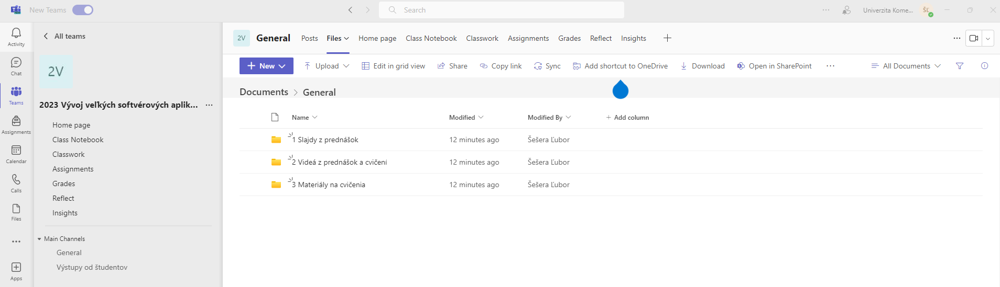 New Teams
Search
Univerzita Kome...
ŠĽ
Activity
Chat
Teams
Assignments
Calendar
Calls
Files
Apps
All teams
2V
2023 Vývoj veľkých softvérových aplik...
Home page
Class Notebook
Classwork
Assignments
Grades
Reflect
Insights
Main Channels
General
Výstupy od študentov
2V General Posts Files Home page Class Notebook Classwork Assignments Grades Reflect Insights
New Upload Edit in grid view Share Copy link Sync Add shortcut to OneDrive Download Open in SharePoint ... All Documents
Documents > General
Name Modified Modified By + Add column
1 Slajdy z prednášok 12 minutes ago Šešera Ľubor
2 Videá z prednášok a cvičení 12 minutes ago Šešera Ľubor
3 Materiály na cvičenia 12 minutes ago Šešera Ľubor